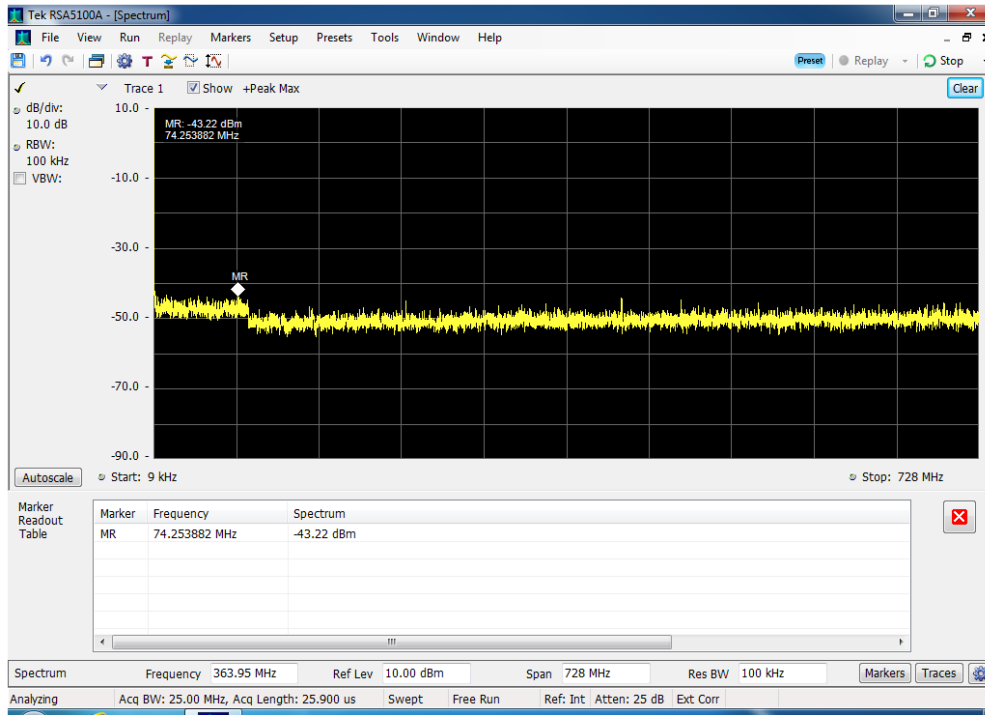 Tek RSA5100A - [Spectrum]
File View Run Replay Markers Setup Presets Tools Window Help
T Preset Replay Stop
Trace 1 Show +Peak Max Clear
dB/div:
10.0 dB
RBW:
100 kHz
VBW:
10.0
MR: -43.22 dBm
74.253882 MHz
-10.0
-30.0
MR
-50.0
-70.0
-90.0
Autoscale Start: 9 kHz Stop: 728 MHz
Marker
Readout
Table
Marker Frequency Spectrum
MR 74.253882 MHz -43.22 dBm
Spectrum Frequency 363.95 MHz Ref Lev 10.00 dBm Span 728 MHz Res BW 100 kHz Markers Traces
Analyzing Acq BW: 25.00 MHz, Acq Length: 25.900 us Swept Free Run Ref: Int Atten: 25 dB Ext Corr